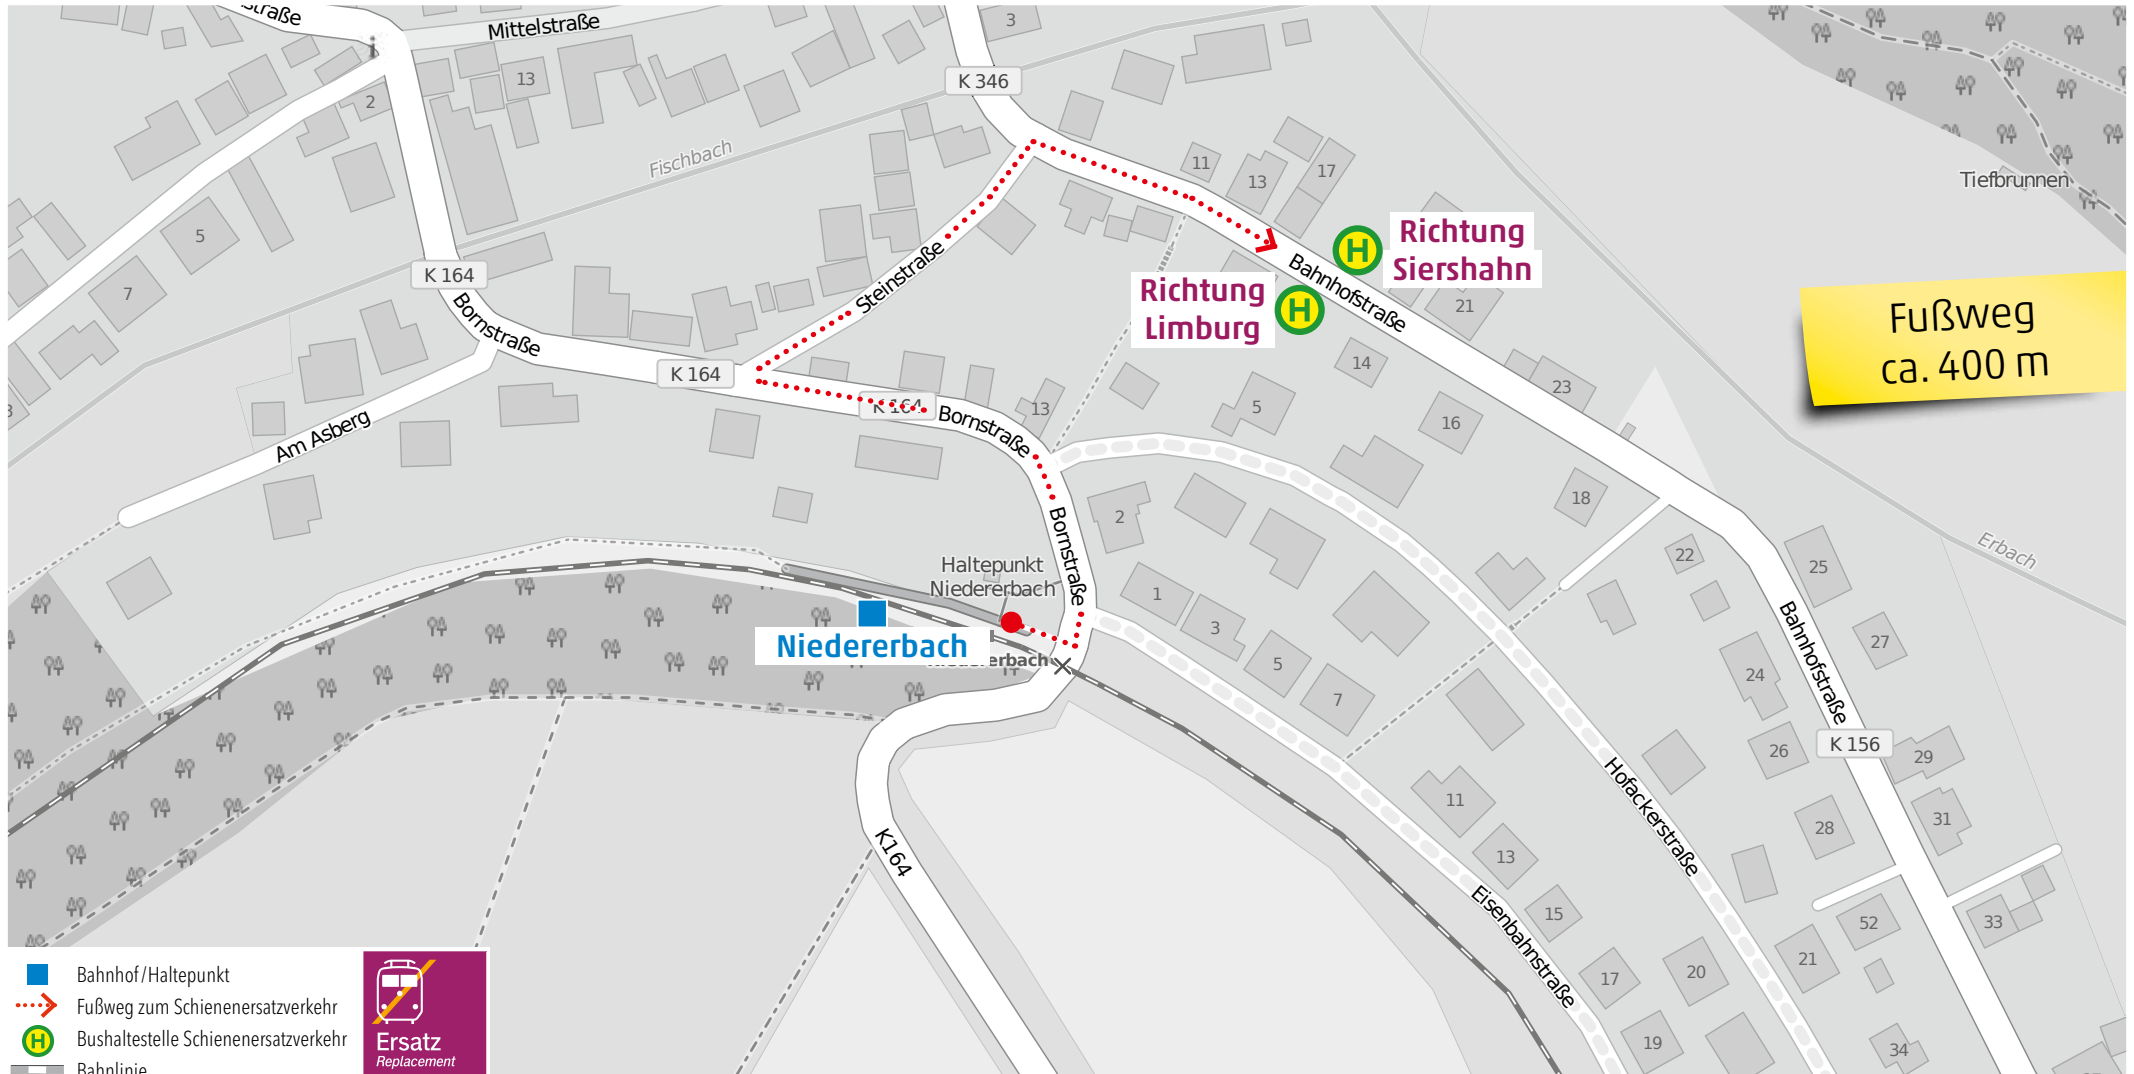 straße
Mittelstraße
3
13
2
K 346
Fischbach
11
13
17
Tiefbrunnen
5
7
K 164
Bornstraße
Steinstraße
Richtung
Siershahn
Richtung
Limburg
H
H
Bahnhofstraße
21
Fußweg
ca. 400 m
K 164
K 164
Bornstraße
13
14
5
23
16
Am Asberg
18
2
Bornstraße
Haltepunkt
Niedererbach
Niedererbach
1
3
5
7
22
25
Erbach
27
24
26
Bahnhofstraße
K 156
29
31
28
Hofackerstraße
11
13
15
Eisenbahnstraße
17
19
20
21
52
33
34
K164
Bahnhof/Haltepunkt
Fußweg zum Schienenersatzverkehr
H
Bushaltestelle Schienenersatzverkehr
Bahnlinie
Ersatz
Replacement